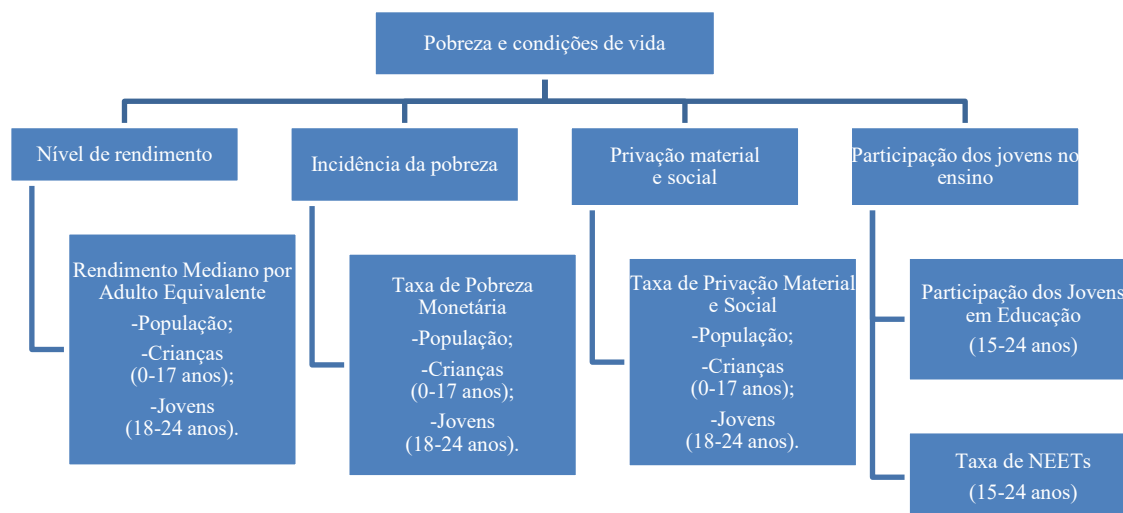 Pobreza e condições de vida
Nível de rendimento
Rendimento Mediano por
Adulto Equivalente
-População;
-Crianças
(0-17 anos);
-Jovens
(18-24 anos).
Incidência da pobreza
Taxa de Pobreza
Monetária
-População;
-Crianças
(0-17 anos);
-Jovens
(18-24 anos).
Privação material
e social
Taxa de Privação Material
e Social
-População;
-Crianças
(0-17 anos);
-Jovens
(18-24 anos).
Participação dos jovens no
ensino
Participação dos Jovens
em Educação
(15-24 anos)
Taxa de NEETs
(15-24 anos)